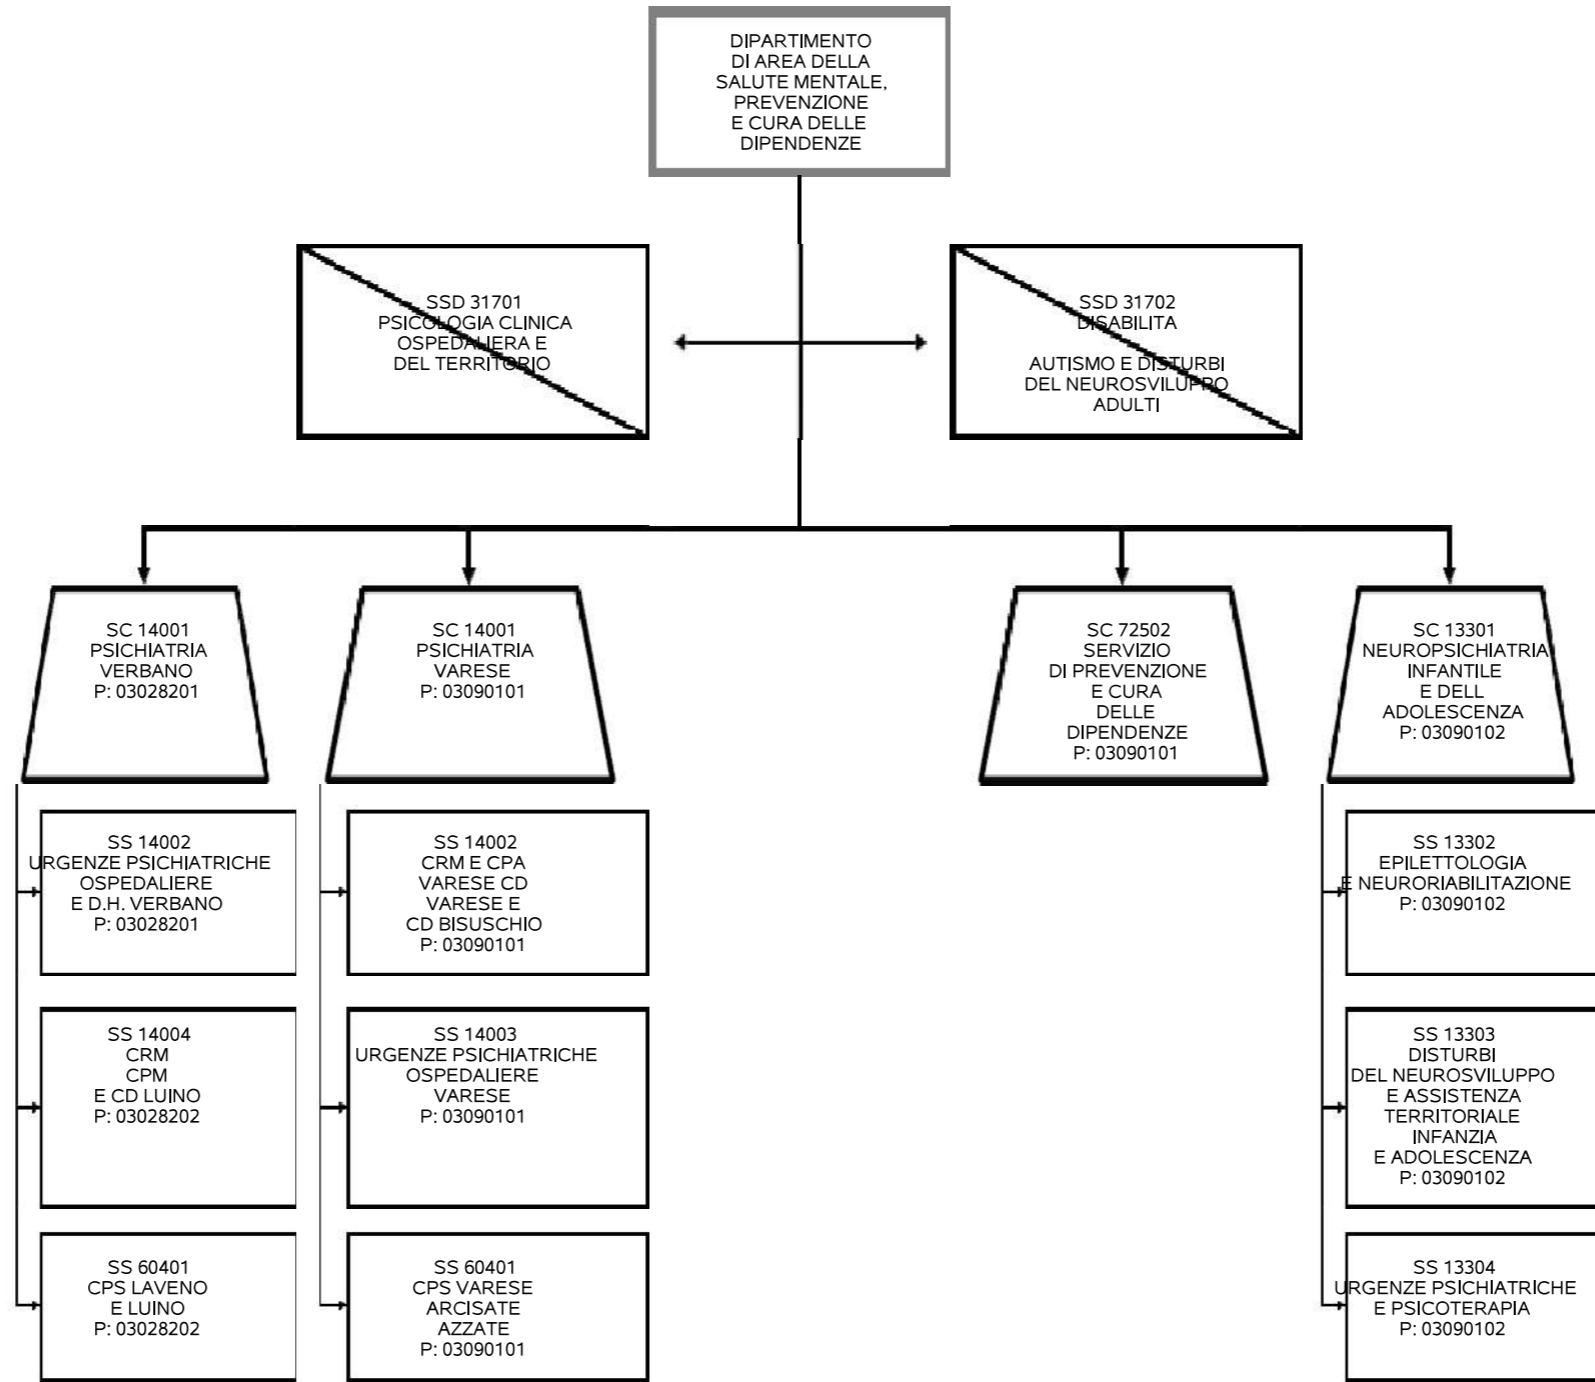 DIPARTIMENTO
DI AREA DELLA
SALUTE MENTALE,
PREVENZIONE
E CURA DELLE
DIPENDENZE
SSD 31701
PSICOLOGIA CLINICA
OSPEDALIERA E
DEL TERRITORIO
SSD 31702
DISABILITA
AUTISMO E DISTURBI
DEL NEUROSVILUPPO
ADULTI
SC 14001
PSICHIATRIA
VERBANO
P: 03028201
SC 14001
PSICHIATRIA
VARESE
P: 03090101
SC 72502
SERVIZIO
DI PREVENZIONE
E CURA
DELLE
DIPENDENZE
P: 03090101
SC 13301
NEUROPSICHIATRIA
INFANTILE
E DELL
ADOLESCENZA
P: 03090102
SS 14002
URGENZE PSICHIATRICHE
OSPEDALIERE
E D.H. VERBANO
P: 03028201
SS 14002
CRM E CPA
VARESE CD
VARESE E
CD BISUSCHIO
P: 03090101
SS 13302
EPILETTOLOGIA
E NEURORIABILITAZIONE
P: 03090102
SS 14004
CRM
CPM
E CD LUINO
P: 03028202
SS 14003
URGENZE PSICHIATRICHE
OSPEDALIERE
VARESE
P: 03090101
SS 13303
DISTURBI
DEL NEUROSVILUPPO
E ASSISTENZA
TERRITORIALE
INFANZIA
E ADOLESCENZA
P: 03090102
SS 60401
CPS LAVENO
E LUINO
P: 03028202
SS 60401
CPS VARESE
ARCISATE
AZZATE
P: 03090101
SS 13304
URGENZE PSICHIATRICHE
E PSICOTERAPIA
P: 03090102